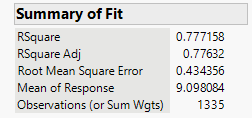 Summary of Fit
RSquare 0.777158
RSquare Adj 0.77632
Root Mean Square Error 0.434356
Mean of Response 9.098084
Observations (or Sum Wgts) 1335